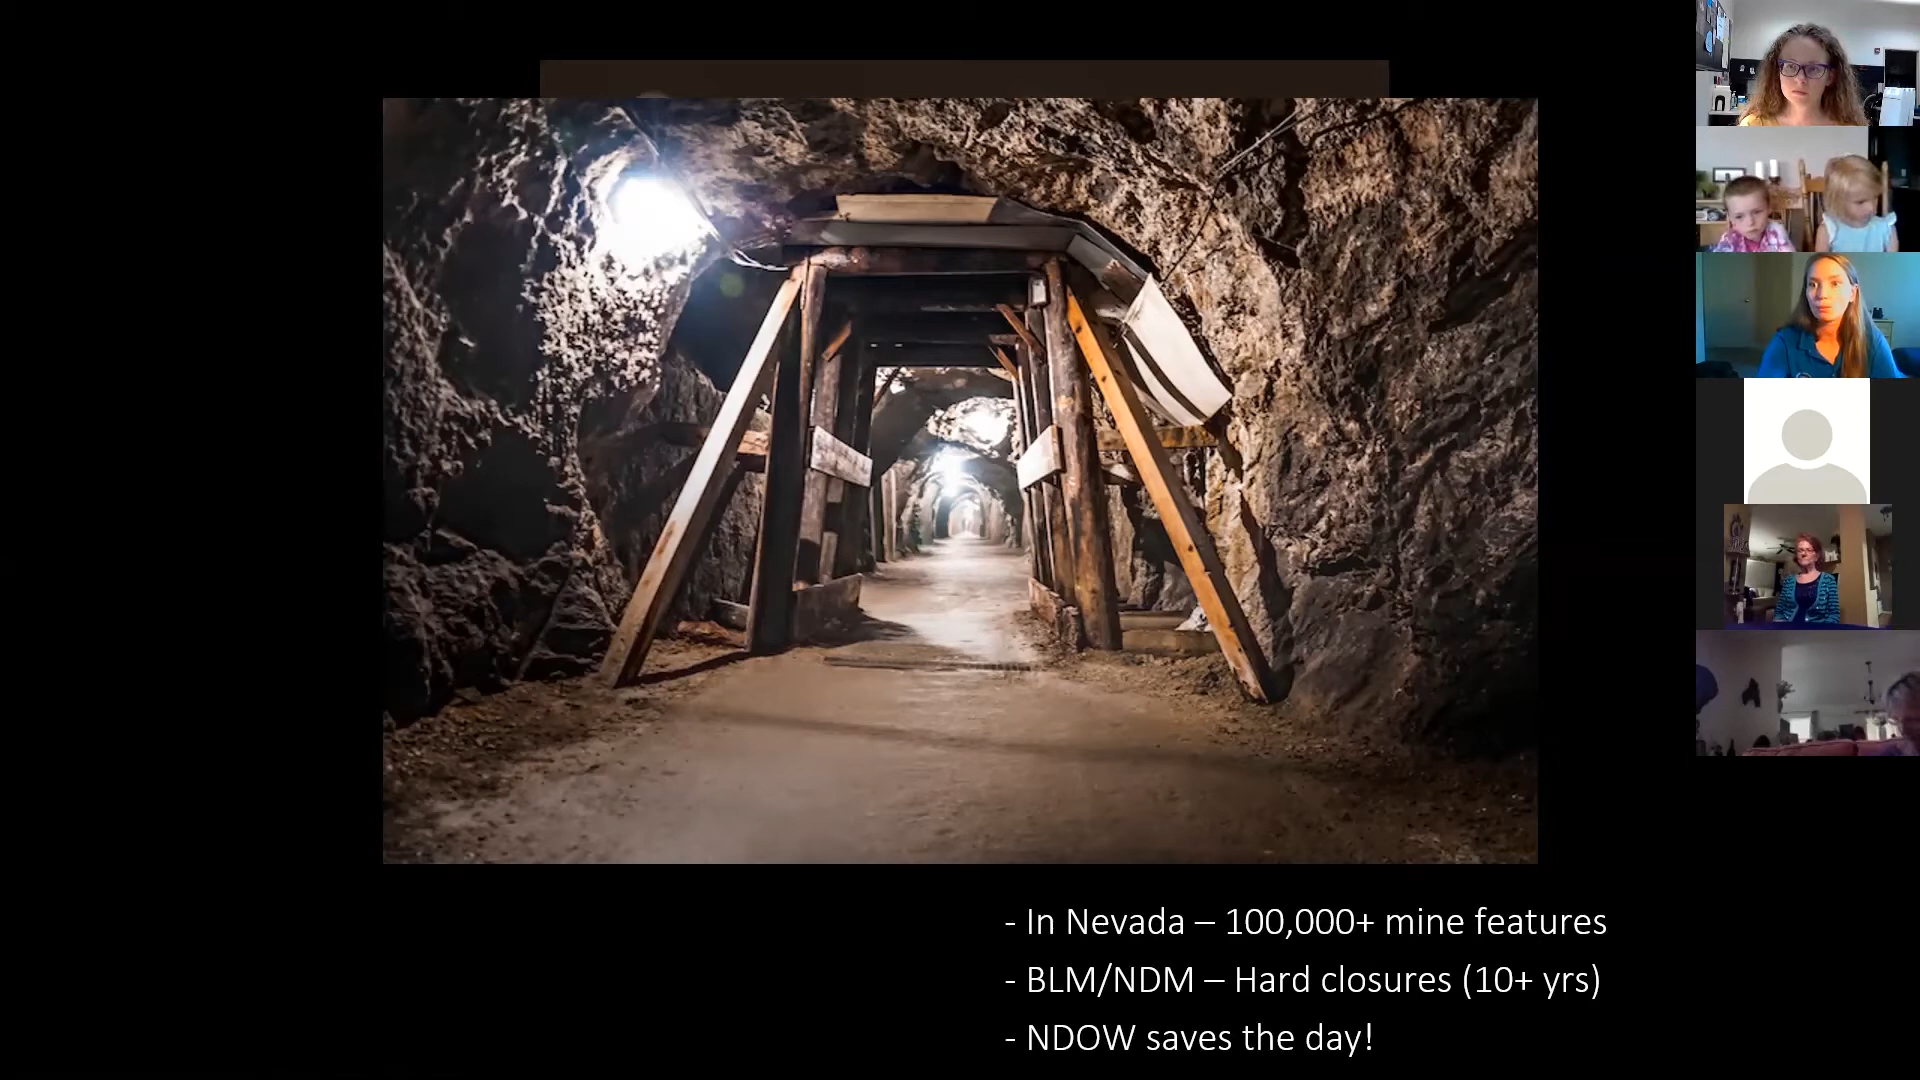 - In Nevada – 100,000+ mine features
- BLM/NDM – Hard closures (10+ yrs)
- NDOW saves the day!